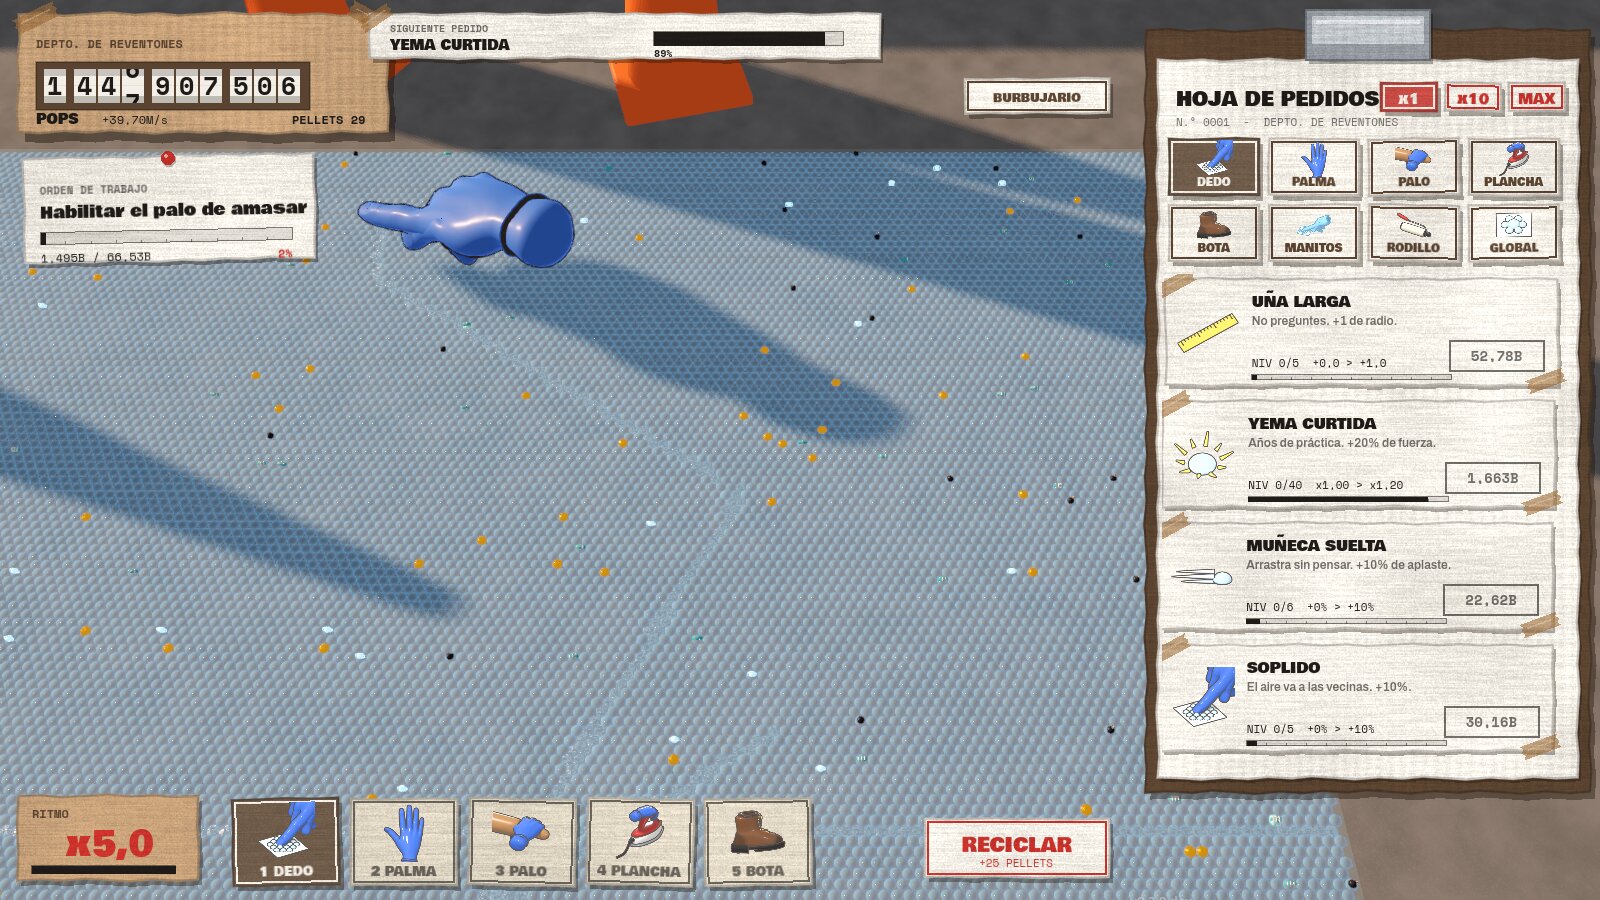 DEPTO. DE REVENTONES
907 506
POPS +39,70M/s PELLETS 29
SIGUIENTE PEDIDO
YEMA CURTIDA
89%
BURBUJARIO
ORDEN DE TRABAJO
Habilitar el palo de amasar
1,495B / 66,53B 2%
HOJA DE PEDIDOS x1 x10 MAX
N.° 0001 - DEPTO. DE REVENTONES
DEDO PALMA PALO PLANCHA
BOTA MANITOS RODILLO GLOBAL
UÑA LARGA
No preguntes. +1 de radio.
NIV 0/5 +0,0 > +1,0 52,78B
YEMA CURTIDA
Años de práctica. +20% de fuerza.
NIV 0/40 x1,00 > x1,20 1,663B
MUÑECA SUELTA
Arrastra sin pensar. +10% de aplaste.
NIV 0/6 +0% > +10% 22,62B
SOPLIDO
El aire va a las vecinas. +10%.
NIV 0/5 +0% > +10% 30,16B
RITMO
x5,0
1 DEDO 2 PALMA 3 PALO 4 PLANCHA 5 BOTA
RECICLAR
+25 PELLETS